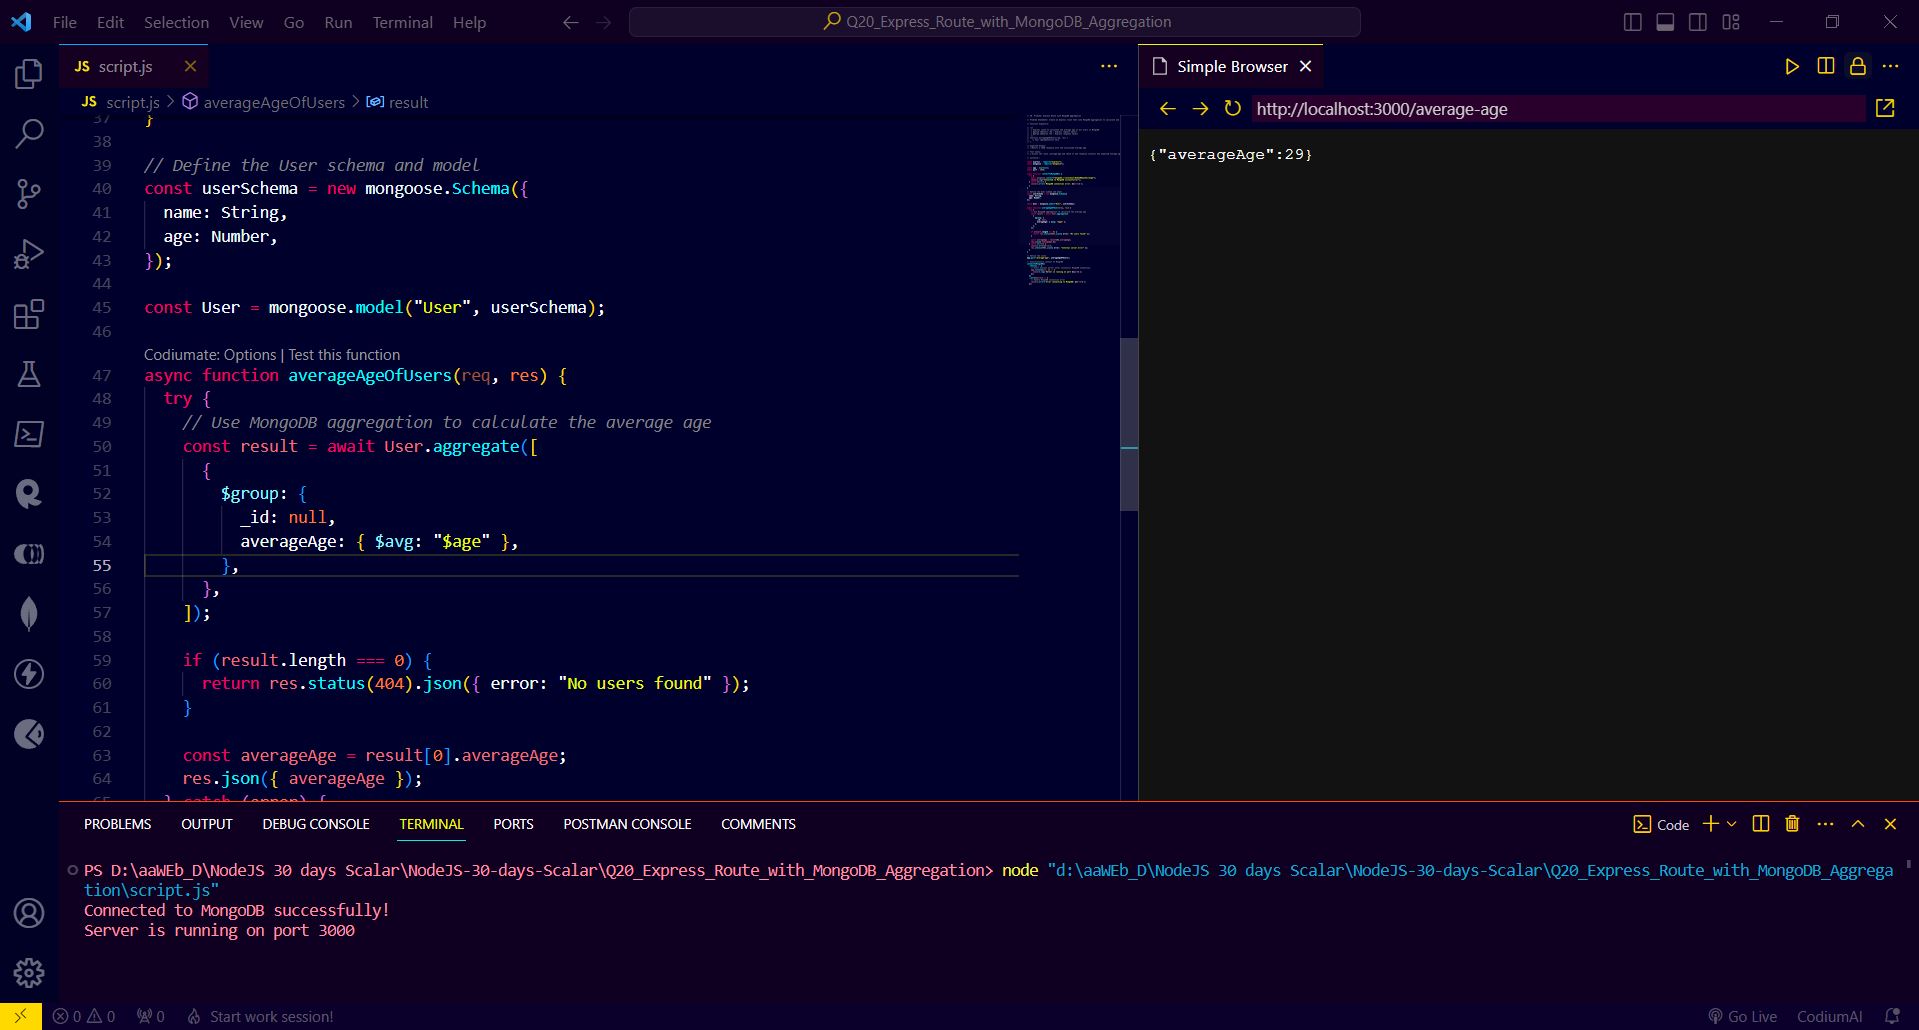 File Edit Selection View Go Run Terminal Help
Q20_Express_Route_with_MongoDB_Aggregation
JS script.js
JS script.js > averageAgeOfUsers > result
37 }
38
39 // Define the User schema and model
40 const userSchema = new mongoose.Schema({
41 name: String,
42 age: Number,
43 });
44
45 const User = mongoose.model("User", userSchema);
46
Codiumate: Options | Test this function
47 async function averageAgeOfUsers(req, res) {
48 try {
49 // Use MongoDB aggregation to calculate the average age
50 const result = await User.aggregate([
51 {
52 $group: {
53 _id: null,
54 averageAge: { $avg: "$age" },
55 },
56 },
57 ]);
58
59 if (result.length === 0) {
60 return res.status(404).json({ error: "No users found" });
61 }
62
63 const averageAge = result[0].averageAge;
64 res.json({ averageAge });
65 } catch (error) {
Simple Browser
http://localhost:3000/average-age
{"averageAge":29}
PROBLEMS OUTPUT DEBUG CONSOLE TERMINAL PORTS POSTMAN CONSOLE COMMENTS
Code
PS D:\aaWEb_D\NodeJS 30 days Scalar\NodeJS-30-days-Scalar\Q20_Express_Route_with_MongoDB_Aggregation> node "d:\aaWEb_D\NodeJS 30 days Scalar\NodeJS-30-days-Scalar\Q20_Express_Route_with_MongoDB_Aggrega
tion\script.js"
Connected to MongoDB successfully!
Server is running on port 3000
0 0 0 Start work session! Go Live CodiumAI